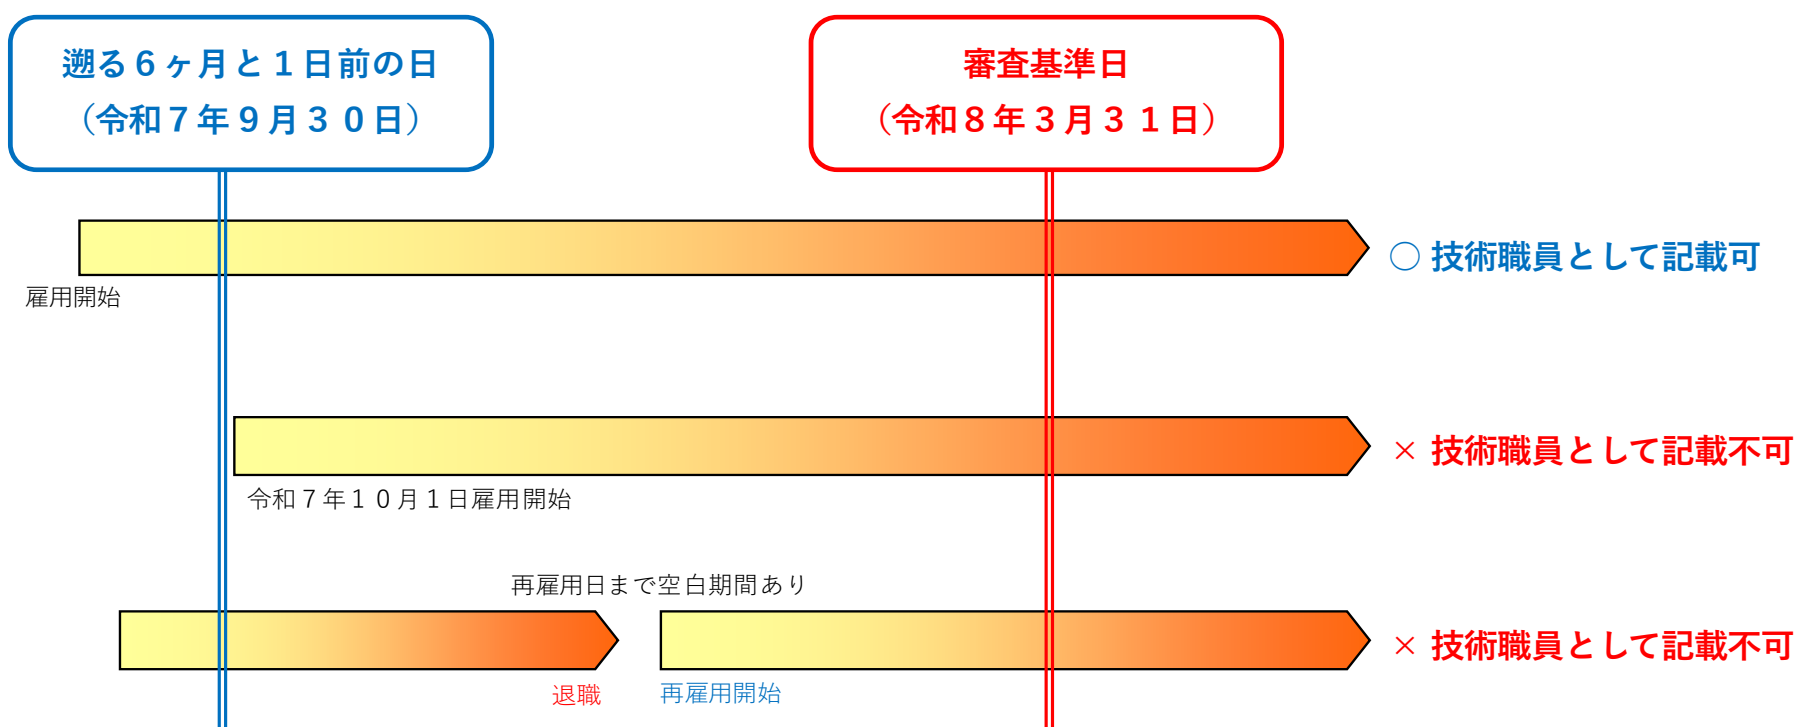 遡る６ヶ月と１日前の日
（令和７年９月３０日）
審査基準日
（令和８年３月３１日）
○ 技術職員として記載可
雇用開始
× 技術職員として記載不可
令和７年１０月１日雇用開始
再雇用日まで空白期間あり
× 技術職員として記載不可
退職
再雇用開始